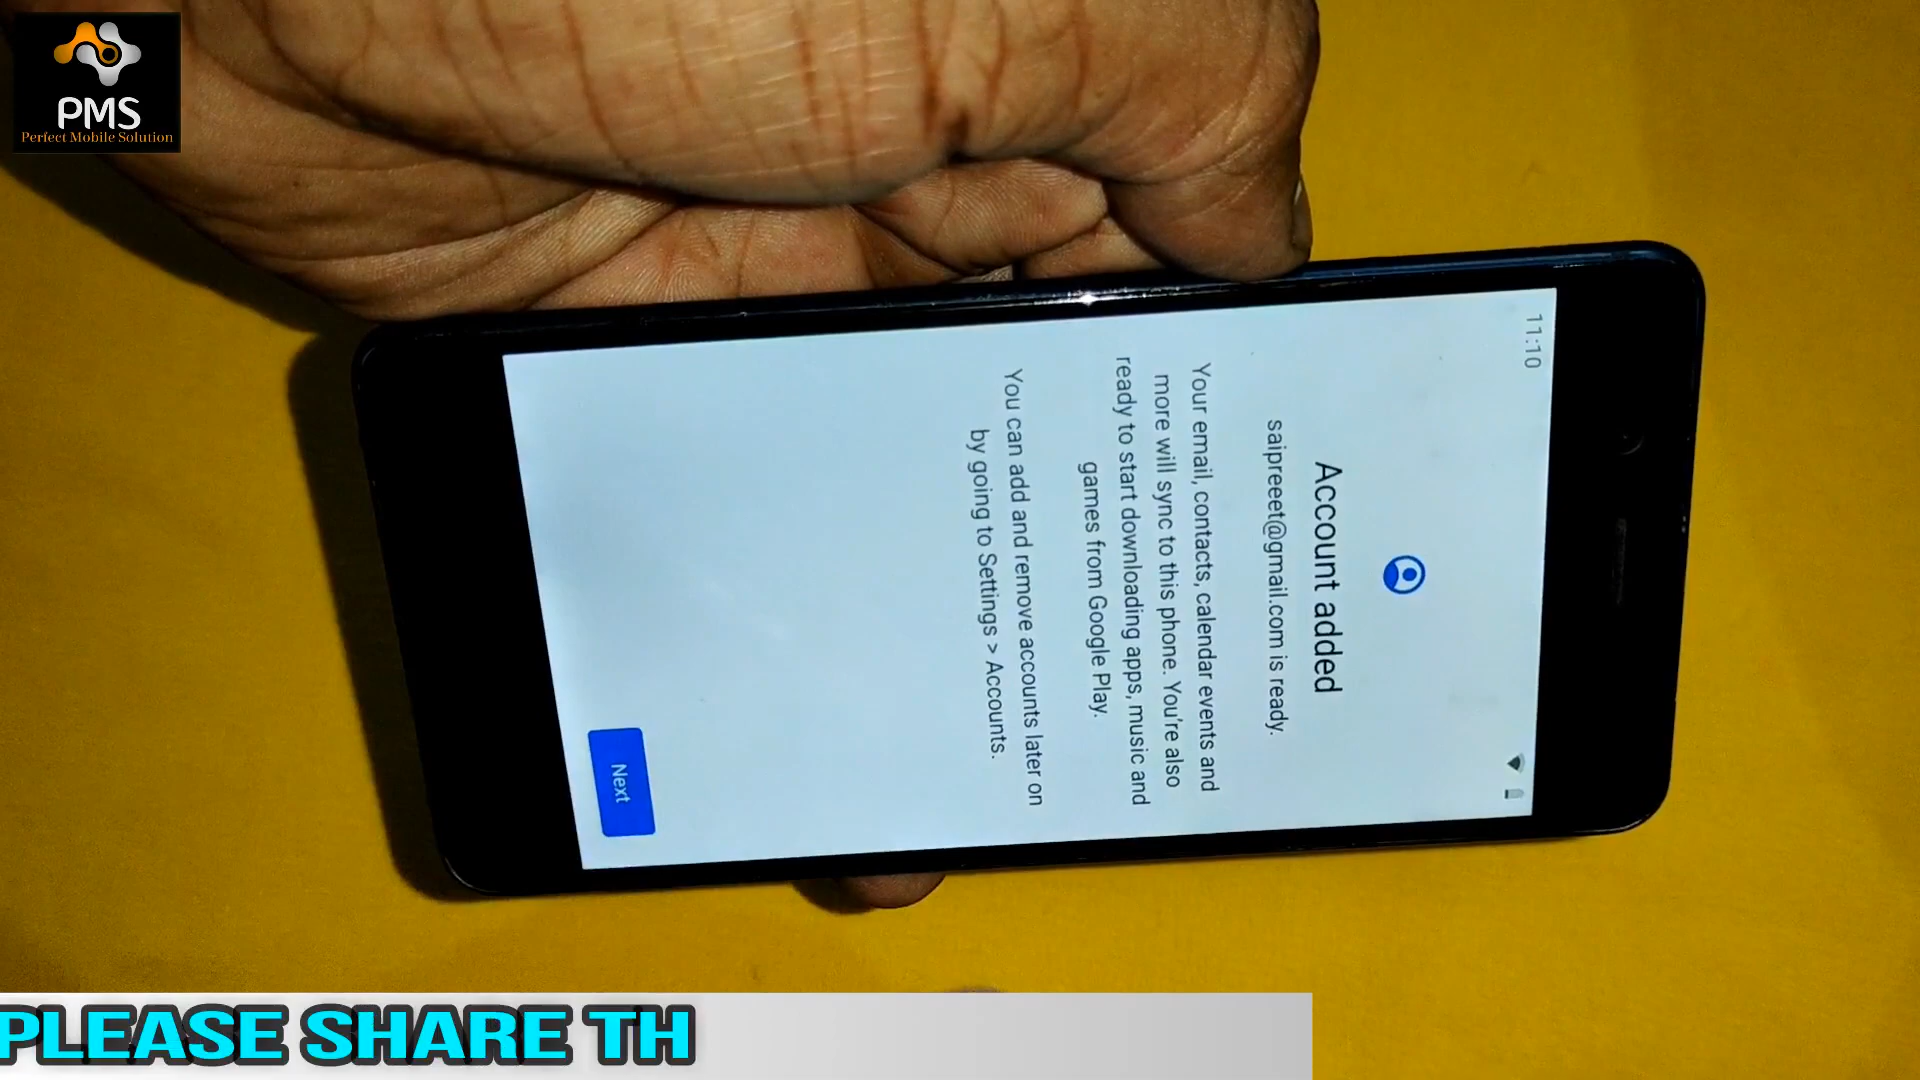 PMS
Perfect Mobile Solution
11:10
Account added
saipreeet@gmail.com is ready.
Your email, contacts, calendar events and
more will sync to this phone. You're also
ready to start downloading apps, music and
games from Google Play.
You can add and remove accounts later on
by going to Settings > Accounts.
Next
PLEASE SHARE TH